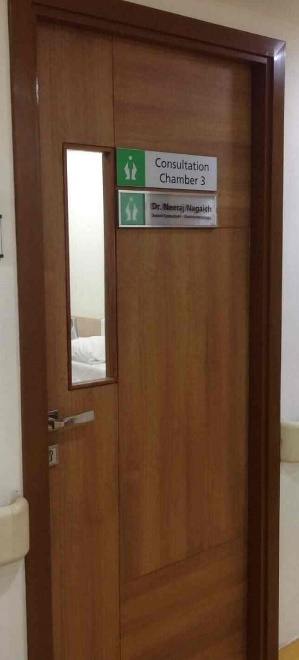 Consultation
Chamber 3
Dr. Neeraj Nagaich